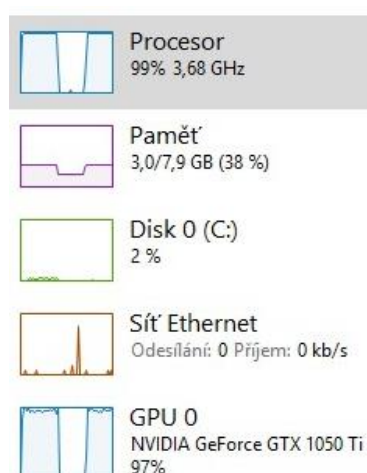 Procesor
99% 3,68 GHz
Paměť
3,0/7,9 GB (38 %)
Disk 0 (C:)
2 %
Síť Ethernet
Odesílání: 0 Příjem: 0 kb/s
GPU 0
NVIDIA GeForce GTX 1050 Ti
97%